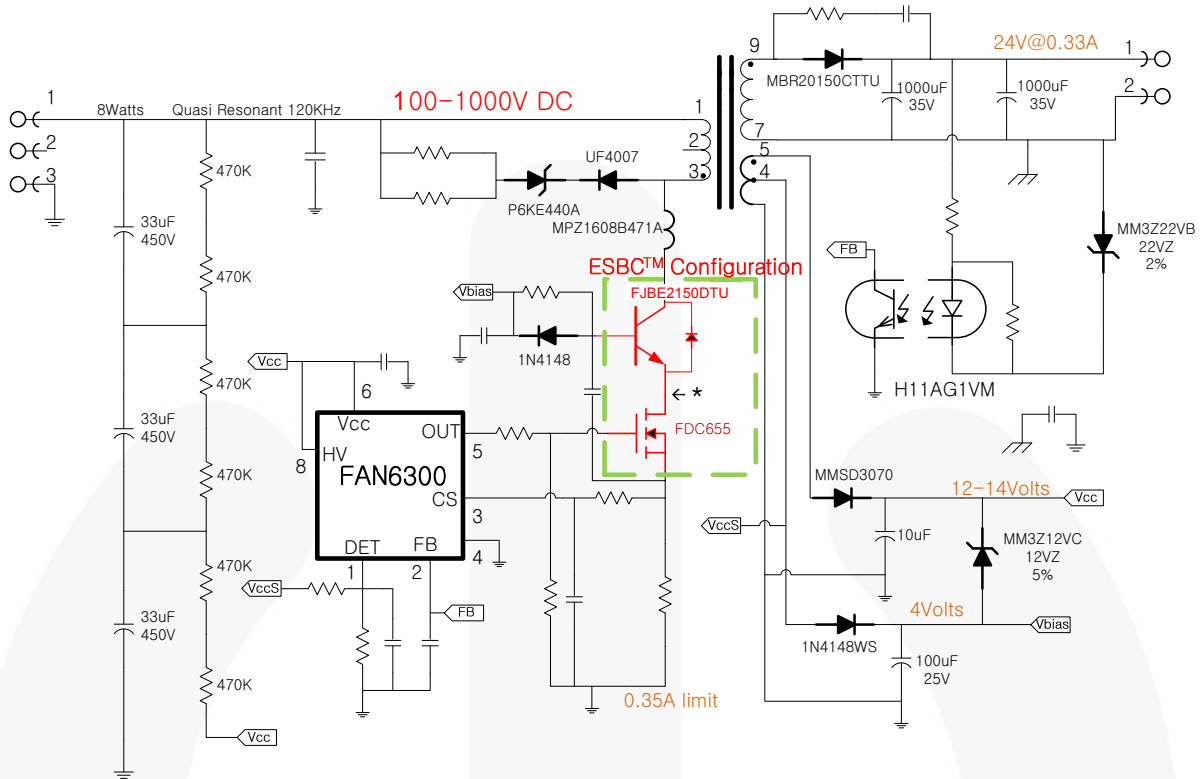 24V@0.33A
1
2
9
MBR20150CTTU
1000uF
35V
1000uF
35V
1
2
3
8Watts
Quasi Resonant 120KHz
100-1000V DC
1
2
3
7
5
4
470K
UF4007
P6KE440A
MPZ1608B471A
33uF
450V
MM3Z22VB
22VZ
2%
FB
470K
ESBC™ Configuration
FJBE2150DTU
Vbias
1N4148
Vcc
470K
H11AG1VM
← *
6
Vcc
OUT
5
FDC655
33uF
450V
HV
8
FAN6300
470K
CS
3
MMSD3070
12-14Volts
Vcc
VccS
10uF
MM3Z12VC
12VZ
5%
DET
FB
4
1
2
470K
VccS
FB
33uF
450V
4Volts
Vbias
1N4148WS
100uF
25V
470K
0.35A limit
Vcc